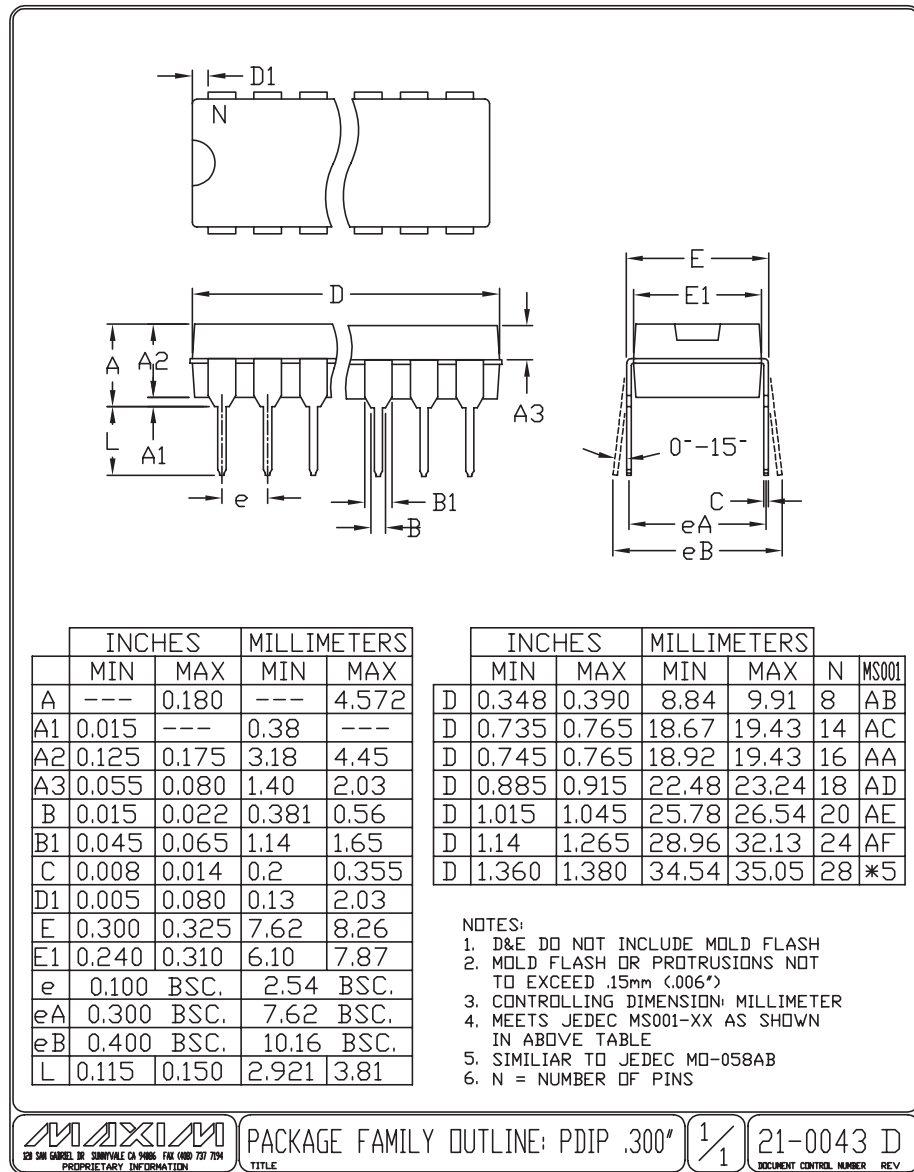 D1
N
D
E
E1
A
A2
A3
L
A1
0°-15°
e
B1
B
C
eA
eB
INCHES MILLIMETERS
MIN MAX MIN MAX
A --- 0.180 --- 4.572
A1 0.015 --- 0.38 ---
A2 0.125 0.175 3.18 4.45
A3 0.055 0.080 1.40 2.03
B 0.015 0.022 0.381 0.56
B1 0.045 0.065 1.14 1.65
C 0.008 0.014 0.2 0.355
D1 0.005 0.080 0.13 2.03
E 0.300 0.325 7.62 8.26
E1 0.240 0.310 6.10 7.87
e 0.100 BSC. 2.54 BSC.
eA 0.300 BSC. 7.62 BSC.
eB 0.400 BSC. 10.16 BSC.
L 0.115 0.150 2.921 3.81
INCHES MILLIMETERS
MIN MAX MIN MAX N MS001
D 0.348 0.390 8.84 9.91 8 AB
D 0.735 0.765 18.67 19.43 14 AC
D 0.745 0.765 18.92 19.43 16 AA
D 0.885 0.915 22.48 23.24 18 AD
D 1.015 1.045 25.78 26.54 20 AE
D 1.14 1.265 28.96 32.13 24 AF
D 1.360 1.380 34.54 35.05 28 *5
NOTES:
1. D&E DO NOT INCLUDE MOLD FLASH
2. MOLD FLASH OR PROTRUSIONS NOT
TO EXCEED .15mm (.006")
3. CONTROLLING DIMENSION: MILLIMETER
4. MEETS JEDEC MS001-XX AS SHOWN
IN ABOVE TABLE
5. SIMILIAR TO JEDEC MO-058AB
6. N = NUMBER OF PINS
MAXIM
120 SAN GABRIEL DR SUNNYVALE CA 94086 FAX (408) 737 7194
PROPRIETARY INFORMATION
PACKAGE FAMILY OUTLINE: PDIP .300"
TITLE
1/1
21-0043 D
DOCUMENT CONTROL NUMBER REV